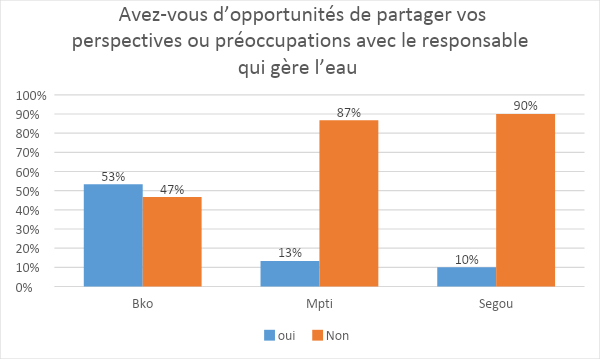 Avez-vous d’opportunités de partager vos
perspectives ou préoccupations avec le responsable
qui gère l’eau
100%
90%
80%
70%
60%
50%
40%
30%
20%
10%
0%
53%
47%
13%
87%
10%
90%
Bko
Mpti
Segou
oui
Non